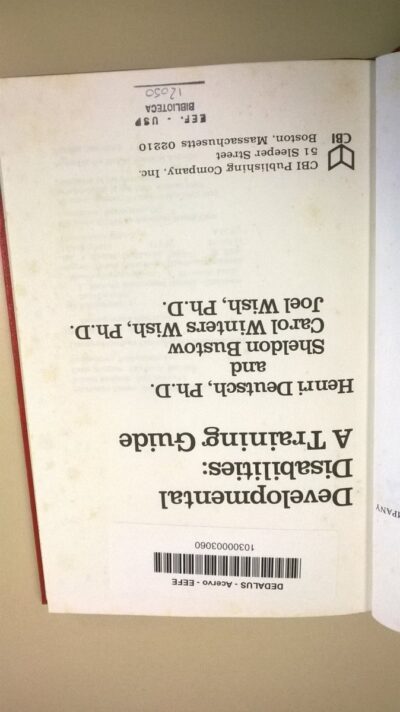 DEDALUS - Acervo - EEFE
10300003060
Developmental
Disabilities:
A Training Guide
Henri Deutsch, Ph.D.
and
Sheldon Bustow
Carol Winters Wish, Ph.D.
Joel Wish, Ph.D.
CBI Publishing Company, Inc.
51 Sleeper Street
Boston, Massachusetts 02210
CBI
EEF. - USP
BIBLIOTECA
12050